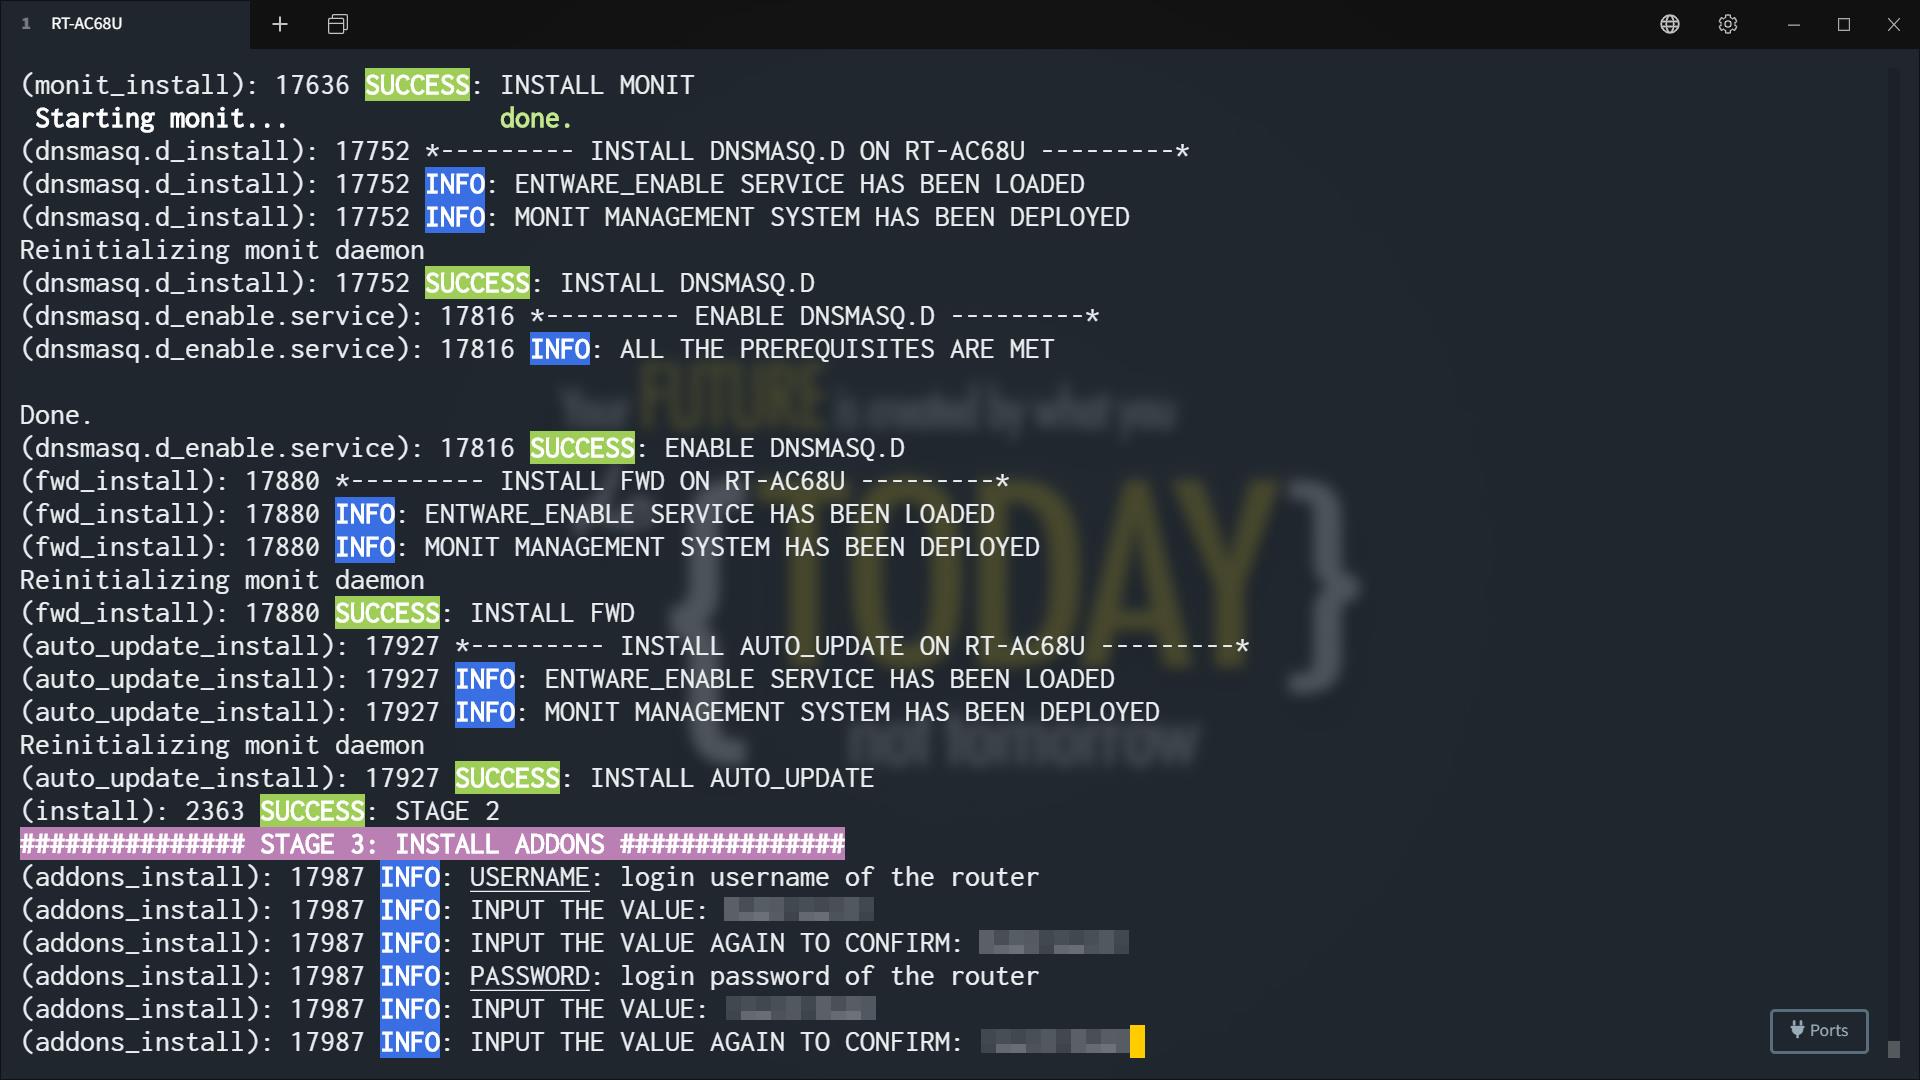 1 RT-AC68U
(monit_install): 17636 SUCCESS: INSTALL MONIT
Starting monit... done.
(dnsmasq.d_install): 17752 *--------- INSTALL DNSMASQ.D ON RT-AC68U ---------*
(dnsmasq.d_install): 17752 INFO: ENTWARE_ENABLE SERVICE HAS BEEN LOADED
(dnsmasq.d_install): 17752 INFO: MONIT MANAGEMENT SYSTEM HAS BEEN DEPLOYED
Reinitializing monit daemon
(dnsmasq.d_install): 17752 SUCCESS: INSTALL DNSMASQ.D
(dnsmasq.d_enable.service): 17816 *--------- ENABLE DNSMASQ.D ---------*
(dnsmasq.d_enable.service): 17816 INFO: ALL THE PREREQUISITES ARE MET
Your FUTURE is created by what you
Done.
(dnsmasq.d_enable.service): 17816 SUCCESS: ENABLE DNSMASQ.D
(fwd_install): 17880 *--------- INSTALL FWD ON RT-AC68U ---------*
(fwd_install): 17880 INFO: ENTWARE_ENABLE SERVICE HAS BEEN LOADED
(fwd_install): 17880 INFO: MONIT MANAGEMENT SYSTEM HAS BEEN DEPLOYED
{TODAY}
Reinitializing monit daemon
(fwd_install): 17880 SUCCESS: INSTALL FWD
(auto_update_install): 17927 *--------- INSTALL AUTO_UPDATE ON RT-AC68U ---------*
(auto_update_install): 17927 INFO: ENTWARE_ENABLE SERVICE HAS BEEN LOADED
(auto_update_install): 17927 INFO: MONIT MANAGEMENT SYSTEM HAS BEEN DEPLOYED
not tomorrow
Reinitializing monit daemon
(auto_update_install): 17927 SUCCESS: INSTALL AUTO_UPDATE
(install): 2363 SUCCESS: STAGE 2
############### STAGE 3: INSTALL ADDONS ###############
(addons_install): 17987 INFO: USERNAME: login username of the router
(addons_install): 17987 INFO: INPUT THE VALUE:
(addons_install): 17987 INFO: INPUT THE VALUE AGAIN TO CONFIRM:
(addons_install): 17987 INFO: PASSWORD: login password of the router
(addons_install): 17987 INFO: INPUT THE VALUE:
(addons_install): 17987 INFO: INPUT THE VALUE AGAIN TO CONFIRM:
Ports